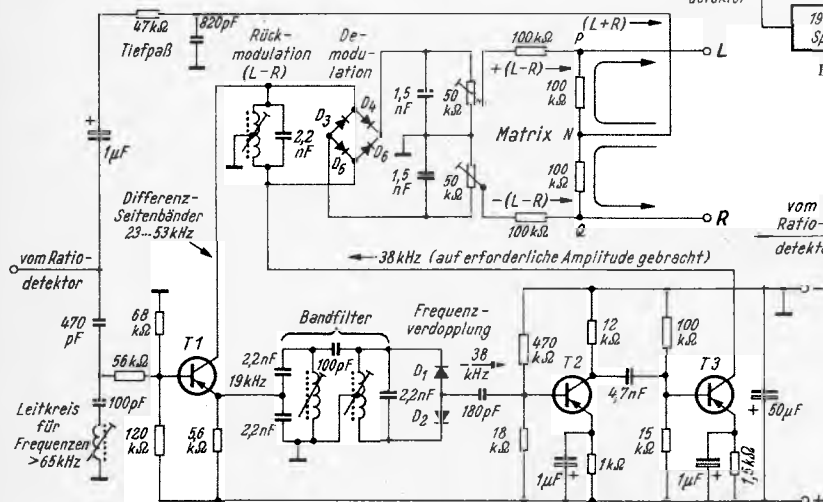 47kΩ
Tiefpaß
820pF
Rück-
modulation
(L–R)
De-
modu-
lation
100kΩ
P
(L+R)
L
detektor
19
Sp
+(L–R)
1,5
nF
50
kΩ
100
kΩ
2,2
nF
D3
D4
D5
D6
Matrix
N
1µF
1,5
nF
50
kΩ
100
kΩ
–(L–R)
100kΩ
Q
R
Differenz-
Seitenbänder
23...53kHz
vom
Ratio-
detekt
vom Ratio-
detektor
38kHz (auf erforderliche Amplitude gebracht)
470
pF
68
kΩ
T1
Bandfilter
Frequenz-
verdopplung
56kΩ
2,2nF
100pF
19kHz
D1
38
kHz
470
kΩ
12
kΩ
T2
100
kΩ
T3
100pF
2,2nF
2,2nF
D2
180pF
4,7nF
50µF
+
Leitkreis
für
Frequenzen
>65kHz
120
kΩ
5,6
kΩ
18
kΩ
1µF
+
1kΩ
15
kΩ
1µF
+
1,5kΩ